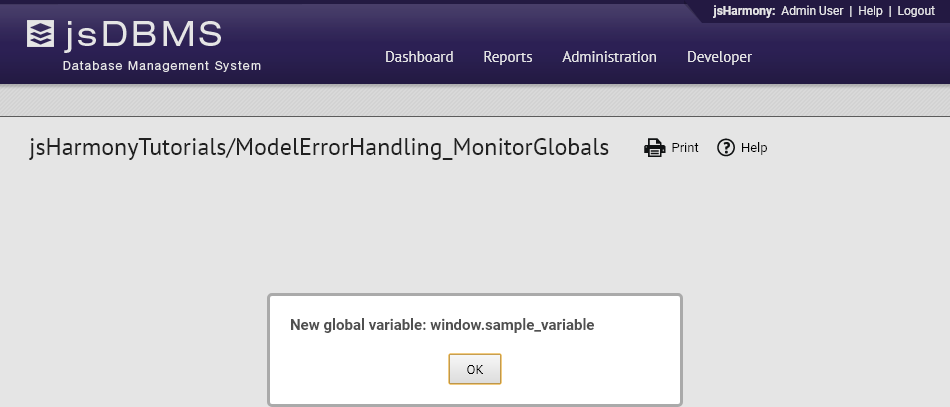 jsHarmony: Admin User | Help | Logout
jsDBMS
Database Management System
Dashboard Reports Administration Developer
jsHarmonyTutorials/ModelErrorHandling_MonitorGlobals Print Help
New global variable: window.sample_variable
OK